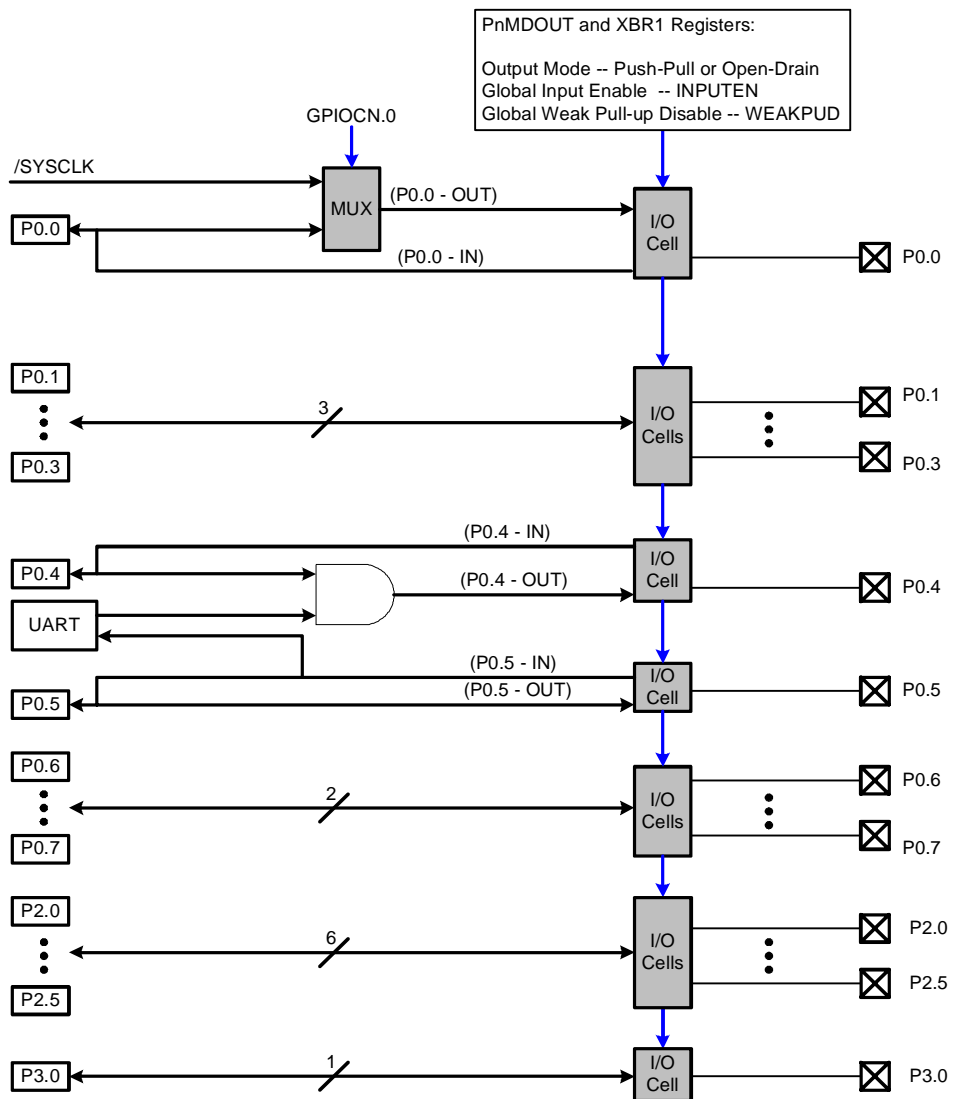 PnMDOUT and XBR1 Registers:
Output Mode -- Push-Pull or Open-Drain
Global Input Enable -- INPUTEN
Global Weak Pull-up Disable -- WEAKPUD
GPIOCN.0
/SYSCLK
MUX
(P0.0 - OUT)
I/O
Cell
P0.0
(P0.0 - IN)
P0.0
P0.1
P0.1
3
I/O
Cells
P0.3
P0.3
(P0.4 - IN)
I/O
Cell
P0.4
(P0.4 - OUT)
P0.4
UART
(P0.5 - IN)
I/O
Cell
P0.5
(P0.5 - OUT)
P0.5
P0.6
P0.6
2
I/O
Cells
P0.7
P0.7
P2.0
P2.0
6
I/O
Cells
P2.5
P2.5
P3.0
1
I/O
Cell
P3.0